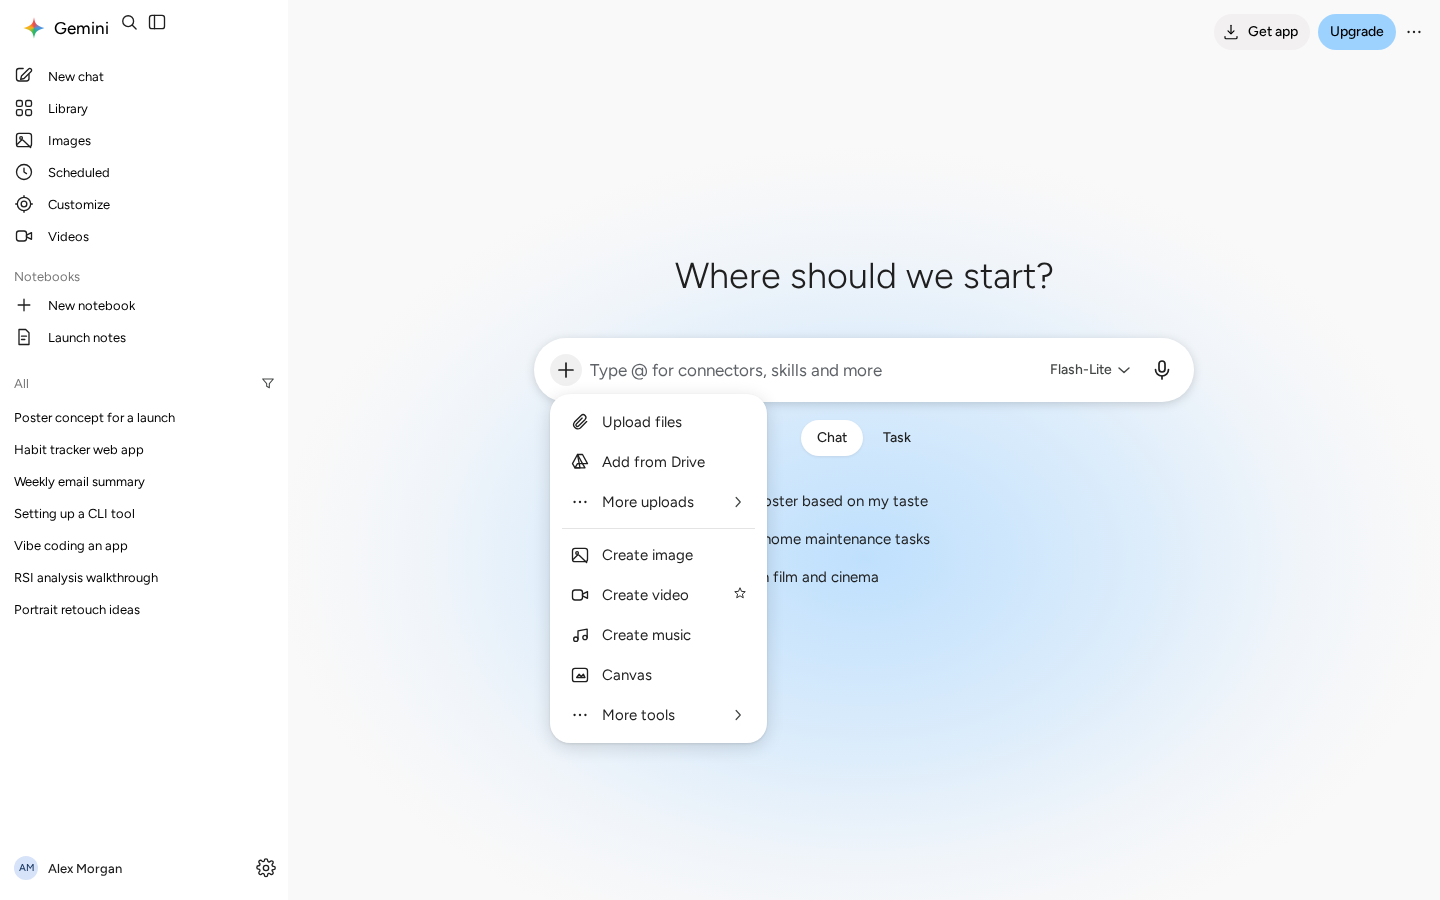 Gemini
New chat
Library
Images
Scheduled
Customize
Videos
Notebooks
New notebook
Launch notes
All
Poster concept for a launch
Habit tracker web app
Weekly email summary
Setting up a CLI tool
Vibe coding an app
RSI analysis walkthrough
Portrait retouch ideas
AM Alex Morgan
Get app
Upgrade
Where should we start?
Type @ for connectors, skills and more
Flash-Lite
Chat
Task
Upload files
Add from Drive
More uploads
Create image
Create video
Create music
Canvas
More tools
based on my taste
home maintenance tasks
film and cinema